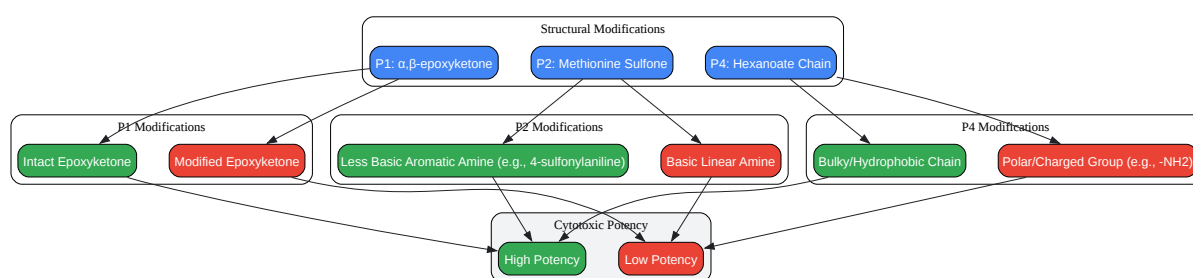 Structural Modifications
P1: α,β-epoxyketone
P2: Methionine Sulfone
P4: Hexanoate Chain
P1 Modifications
P2 Modifications
P4 Modifications
Intact Epoxyketone
Modified Epoxyketone
Less Basic Aromatic Amine (e.g., 4-sulfonylaniline)
Basic Linear Amine
Bulky/Hydrophobic Chain
Polar/Charged Group (e.g., -NH2)
Cytotoxic Potency
High Potency
Low Potency